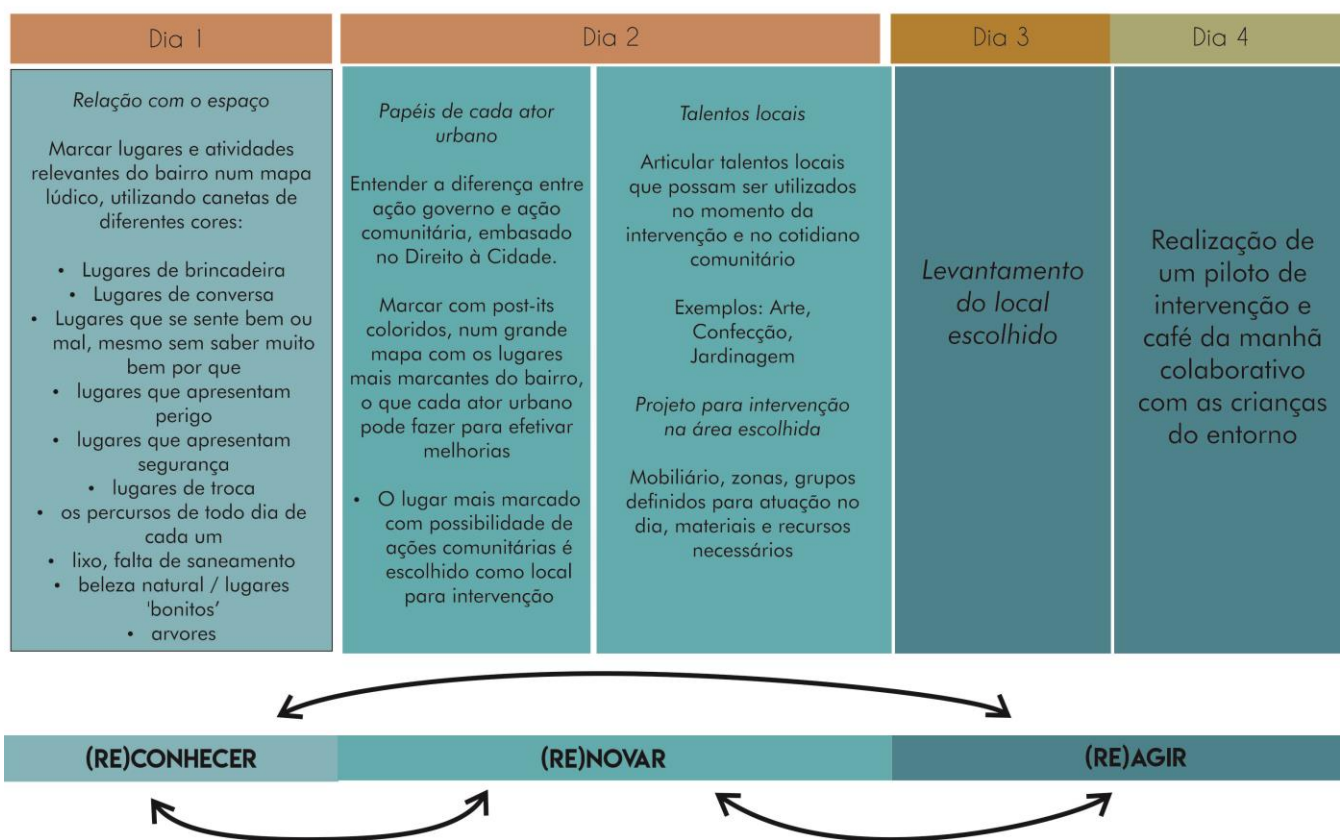 Dia 1
Relação com o espaço
Marcar lugares e atividades
relevantes do bairro num mapa
lúdico, utilizando canetas de
diferentes cores:
• Lugares de brincadeira
• Lugares de conversa
• Lugares que se sente bem ou
mal, mesmo sem saber muito
bem por que
• lugares que apresentam
perigo
• lugares que apresentam
segurança
• lugares de troca
• os percursos de todo dia de
cada um
• lixo, falta de saneamento
• beleza natural / lugares
'bonitos’
• arvores
Dia 2
Papéis de cada ator
urbano
Entender a diferença entre
ação governo e ação
comunitária, embasado
no Direito à Cidade.
Marcar com post-its
coloridos, num grande
mapa com os lugares
mais marcantes do bairro,
o que cada ator urbano
pode fazer para efetivar
melhorias
• O lugar mais marcado
com possibilidade de
ações comunitárias é
escolhido como local
para intervenção
Talentos locais
Articular talentos locais
que possam ser utilizados
no momento da
intervenção e no cotidiano
comunitário
Exemplos: Arte,
Confecção,
Jardinagem
Projeto para intervenção
na área escolhida
Mobiliário, zonas, grupos
definidos para atuação no
dia, materiais e recursos
necessários
Dia 3
Levantamento
do local
escolhido
Dia 4
Realização de
um piloto de
intervenção e
café da manhã
colaborativo
com as crianças
do entorno
(RE)CONHECER
(RE)NOVAR
(RE)AGIR